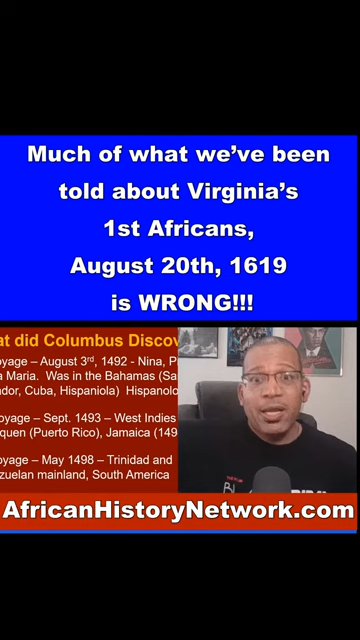 Much of what we've been
told about Virginia's
1st Africans,
August 20th, 1619
is WRONG!!!
at did Columbus Discov
oyage – August 3rd, 1492 - Nina, P
a Maria. Was in the Bahamas (Sa
ador, Cuba, Hispaniola) Hispanolo
oyage – Sept. 1493 – West Indies
quen (Puerto Rico), Jamaica (149
oyage – May 1498 – Trinidad and
zuelan mainland, South America
AfricanHistoryNetwork.com